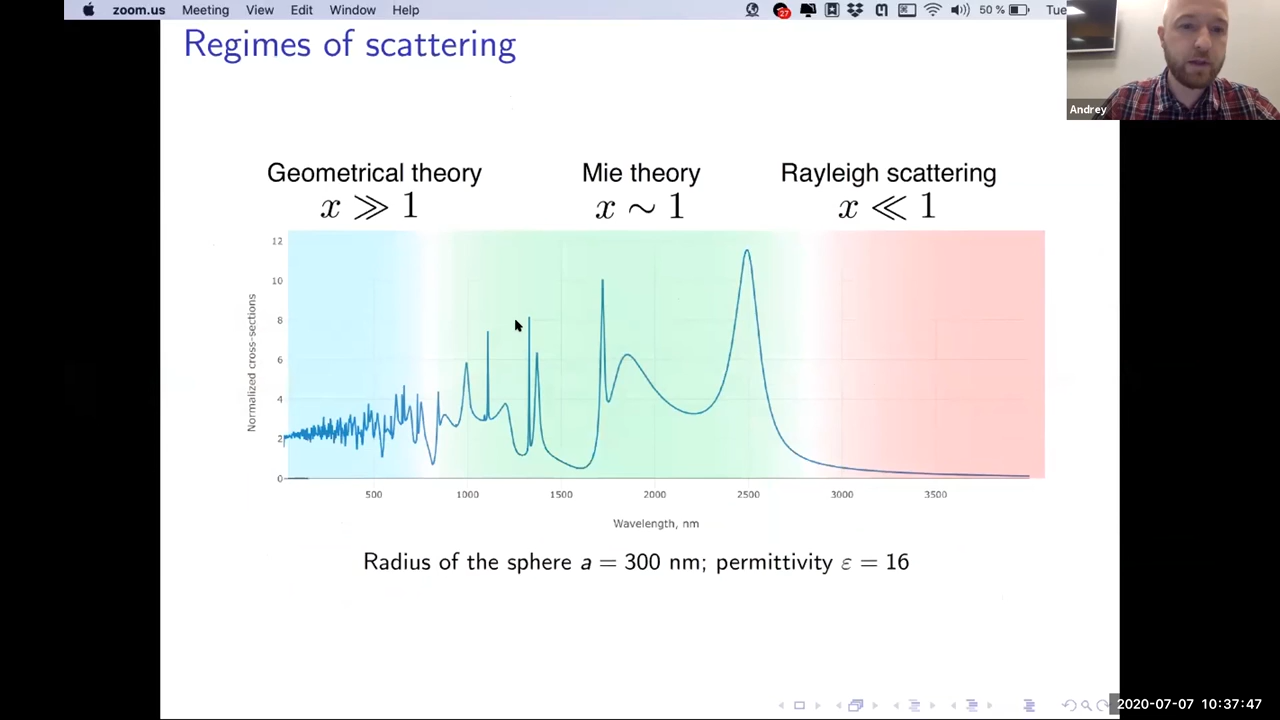 zoom.us Meeting View Edit Window Help 27 50 % Tue
Regimes of scattering
Andrey
Geometrical theory Mie theory Rayleigh scattering
x ≫ 1 x ∼ 1 x ≪ 1
12
10
8
6
4
2
0
Normalized cross-sections
500 1000 1500 2000 2500 3000 3500
Wavelength, nm
Radius of the sphere a = 300 nm; permittivity ε = 16
2020-07-07 10:37:47